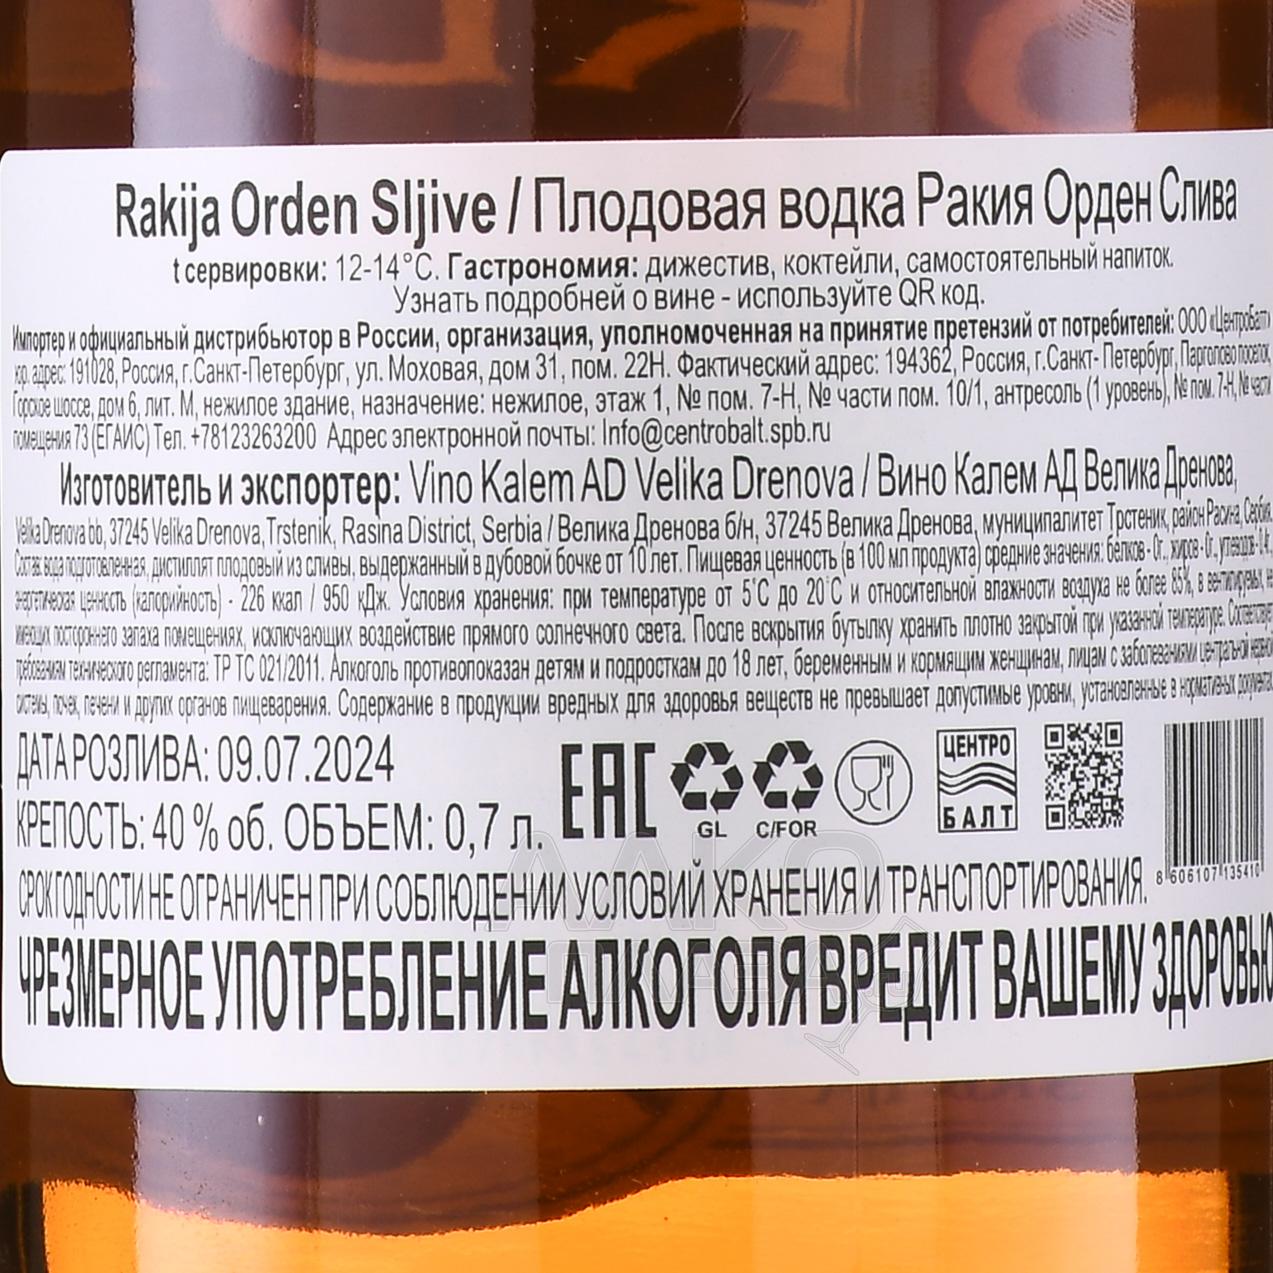 Rakija Orden Sljive / Плодовая водка Ракия Орден Слива
t сервировки: 12-14°С. Гастрономия: дижестив, коктейли, самостоятельный напиток.
Узнать подробней о вине - используйте QR код.
Импортер и официальный дистрибьютор в России, организация, уполномоченная на принятие претензий от потребителей: ООО «ЦентроБалт»
юр. адрес: 191028, Россия, г.Санкт-Петербург, ул. Моховая, дом 31, пом. 22Н. Фактический адрес: 194362, Россия, г.Санкт- Петербург, Парголово поселок,
Горское шоссе, дом 6, лит. М, нежилое здание, назначение: нежилое, этаж 1, № пом. 7-Н, № части пом. 10/1, антресоль (1 уровень), № пом. 7-Н, № части
помещения 73 (ЕГАИС) Тел. +78123263200 Адрес электронной почты: Info@centrobalt.spb.ru
Изготовитель и экспортер: Vino Kalem AD Velika Drenova / Вино Калем АД Велика Дренова,
Velika Drenova bb, 37245 Velika Drenova, Trstenik, Rasina District, Serbia / Велика Дренова б/н, 37245 Велика Дренова, муниципалитет Трстеник, район Расина, Сербия.
Состав: вода подготовленная, дистиллят плодовый из сливы, выдержанный в дубовой бочке от 10 лет. Пищевая ценность (в 100 мл продукта) средние значения: белков - 0г., жиров - 0г., углеводов - 0,4г.,
энергетическая ценность (калорийность) - 226 ккал / 950 кДж. Условия хранения: при температуре от 5°С до 20°С и относительной влажности воздуха не более 85%, в вентилируемых, не
имеющих постороннего запаха помещениях, исключающих воздействие прямого солнечного света. После вскрытия бутылку хранить плотно закрытой при указанной температуре. Соответствует
требованиям технического регламента: ТР ТС 021/2011. Алкоголь противопоказан детям и подросткам до 18 лет, беременным и кормящим женщинам, лицам с заболеваниями центральной нервной
системы, почек, печени и других органов пищеварения. Содержание в продукции вредных для здоровья веществ не превышает допустимые уровни, установленные в нормативных документах.
ДАТА РОЗЛИВА: 09.07.2024
КРЕПОСТЬ: 40 % об. ОБЪЕМ: 0,7 л.
EAC
GL
C/FOR
ЦЕНТРО
БАЛТ
8 606107 135410
СРОК ГОДНОСТИ НЕ ОГРАНИЧЕН ПРИ СОБЛЮДЕНИИ УСЛОВИЙ ХРАНЕНИЯ И ТРАНСПОРТИРОВАНИЯ.
ЧРЕЗМЕРНОЕ УПОТРЕБЛЕНИЕ АЛКОГОЛЯ ВРЕДИТ ВАШЕМУ ЗДОРОВЬЮ